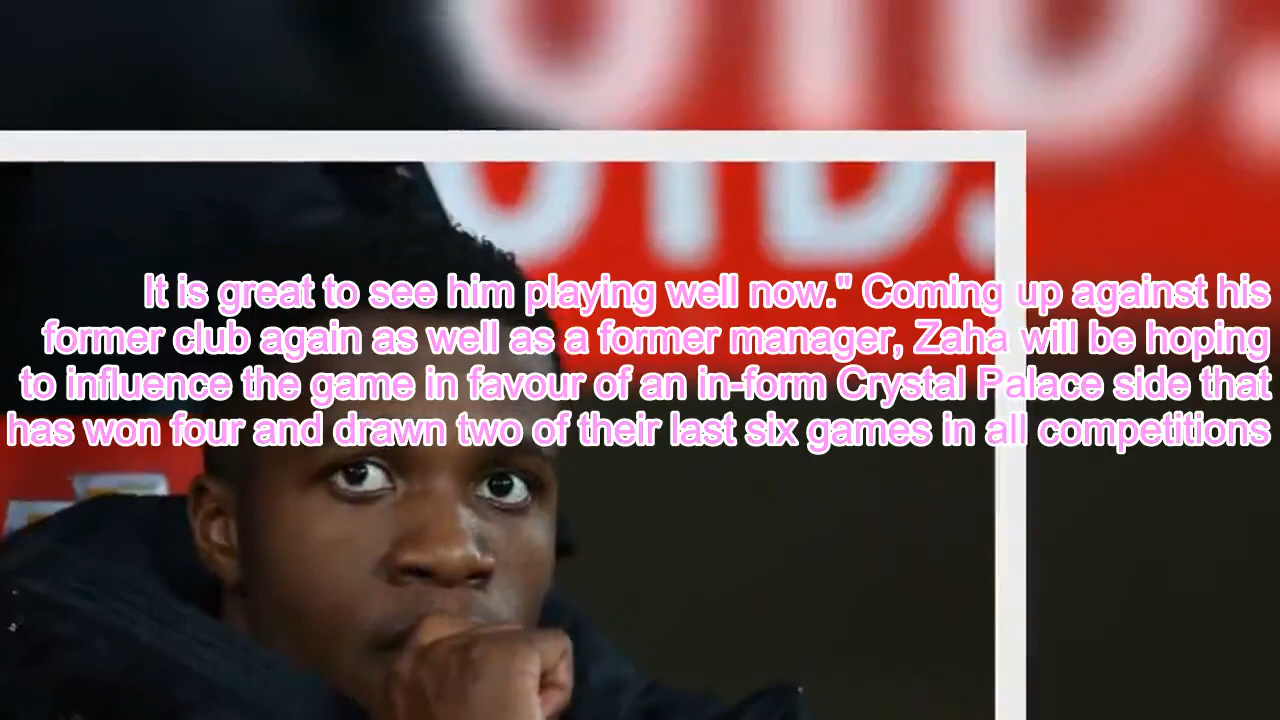 UTD.
UTD.
It is great to see him playing well now." Coming up against his
former club again as well as a former manager, Zaha will be hoping
to influence the game in favour of an in-form Crystal Palace side that
has won four and drawn two of their last six games in all competitions